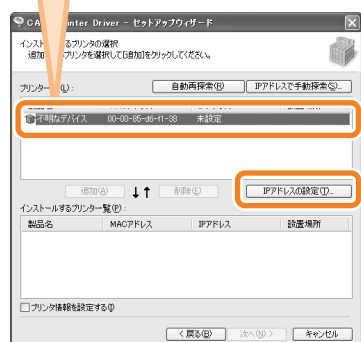 Printer Driver - セットアップウィザード
インストールするプリンタの選択
追加するプリンタを選択して[追加]をクリックしてください。
自動再探索(R)
IPアドレスで手動探索(S)...
不明なデバイス 00-00-85-d6-f1-38 未設定
追加(A)
削除(E)
IPアドレスの設定(T)...
インストールするプリンター覧(P):
製品名 MACアドレス IPアドレス 設置場所
プリンタ情報を設定する(I)
< 戻る(B)
次へ(N) >
キャンセル